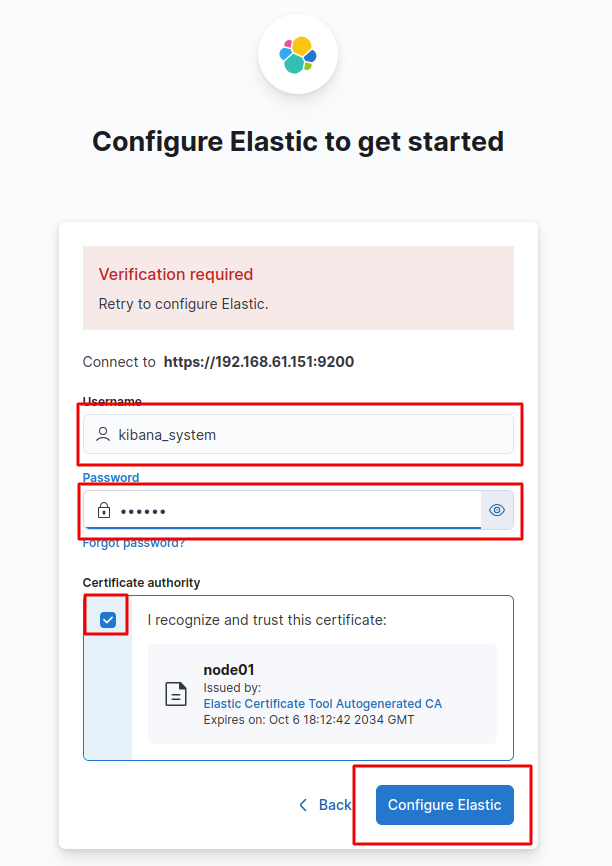 Configure Elastic to get started
Verification required
Retry to configure Elastic.
Connect to https://192.168.61.151:9200
Username
kibana_system
Password
••••••
Forgot password?
Certificate authority
I recognize and trust this certificate:
node01
Issued by:
Elastic Certificate Tool Autogenerated CA
Expires on: Oct 6 18:12:42 2034 GMT
Back
Configure Elastic